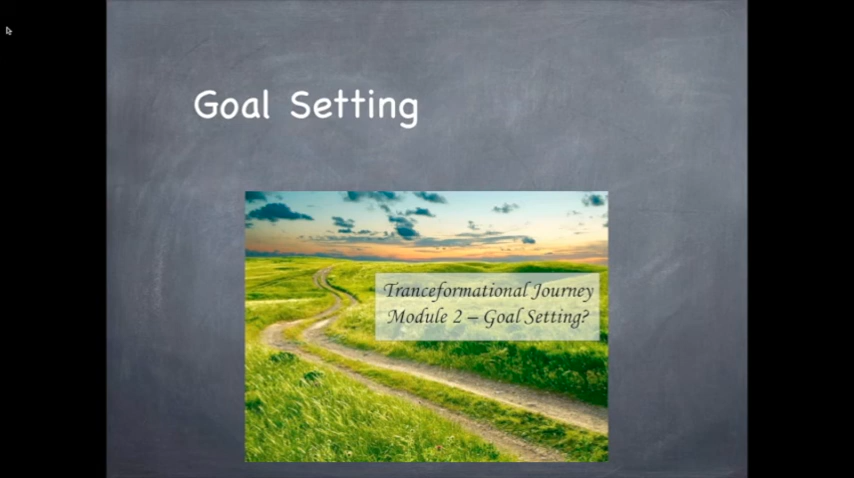 Goal Setting
Tranceformational Journey
Module 2 – Goal Setting?